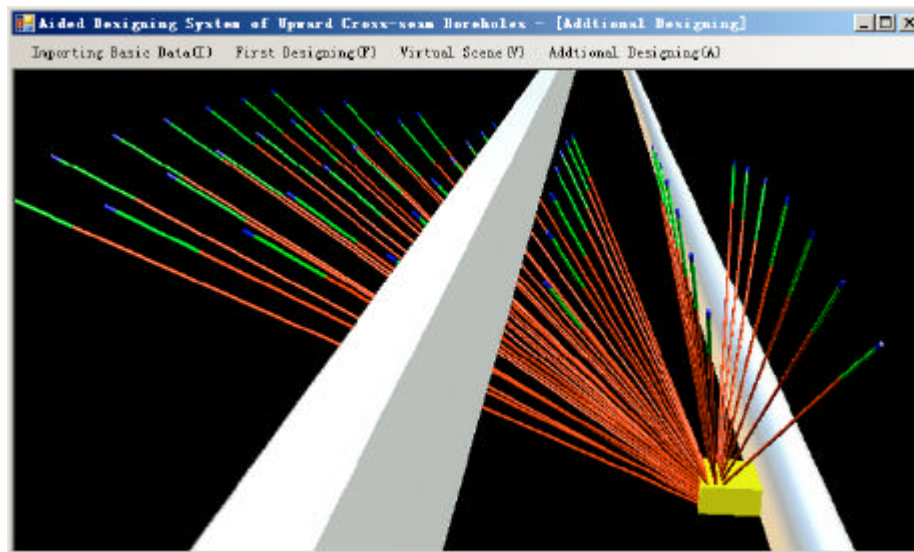 Aided Designing System of Upward Cross-seam Boreholes - [Addtional Designing]
Importing Basic Data(I) First Designing(F) Virtual Scene(V) Addtional Designing(A)